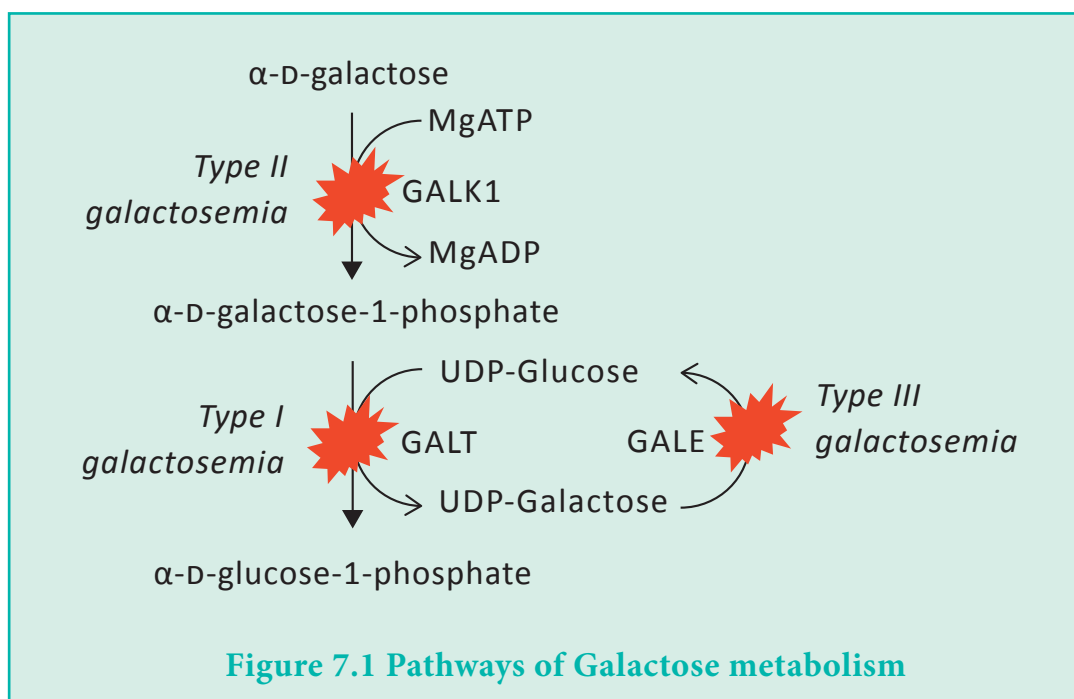 α-D-galactose
MgATP
Type II
galactosemia
GALK1
MgADP
α-D-galactose-1-phosphate
UDP-Glucose
Type I
galactosemia
GALT
GALE
Type III
galactosemia
UDP-Galactose
α-D-glucose-1-phosphate
Figure 7.1 Pathways of Galactose metabolism